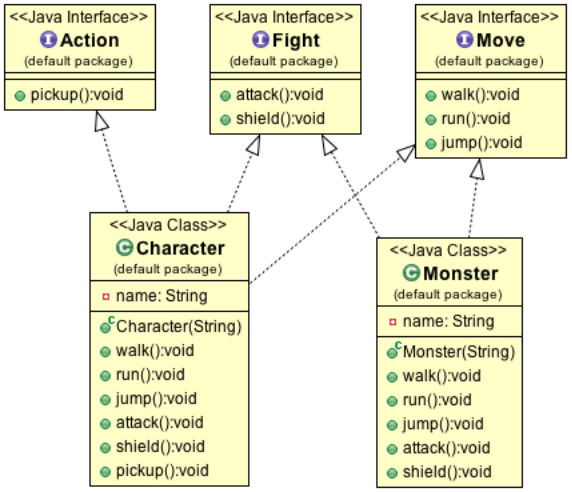 <<Java Interface>>
I Action
(default package)
pickup():void
<<Java Interface>>
I Fight
(default package)
attack():void
shield():void
<<Java Interface>>
I Move
(default package)
walk():void
run():void
jump():void
<<Java Class>>
C Character
(default package)
name: String
C Character(String)
walk():void
run():void
jump():void
attack():void
shield():void
pickup():void
<<Java Class>>
C Monster
(default package)
name: String
C Monster(String)
walk():void
run():void
jump():void
attack():void
shield():void